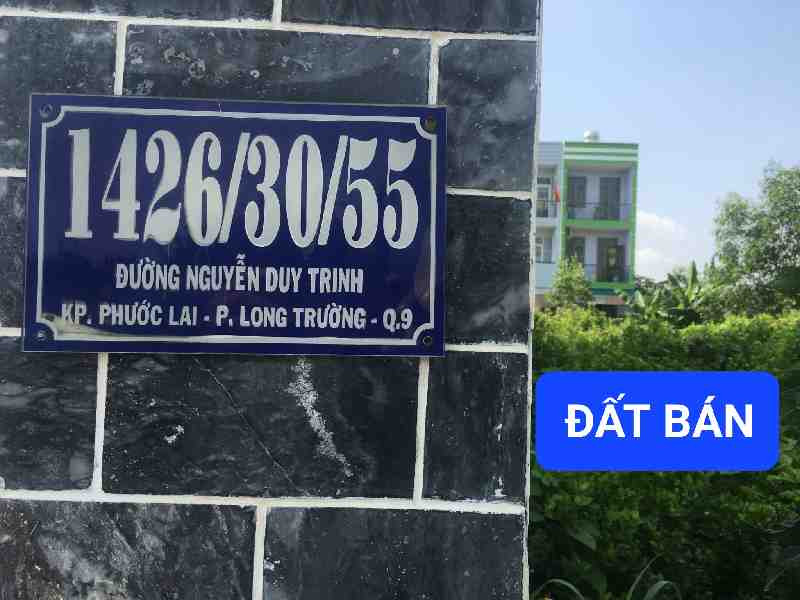 1426/30/55
ĐƯỜNG NGUYỄN DUY TRINH
KP. PHƯỚC LAI - P. LONG TRƯỜNG - Q.9
ĐẤT BÁN